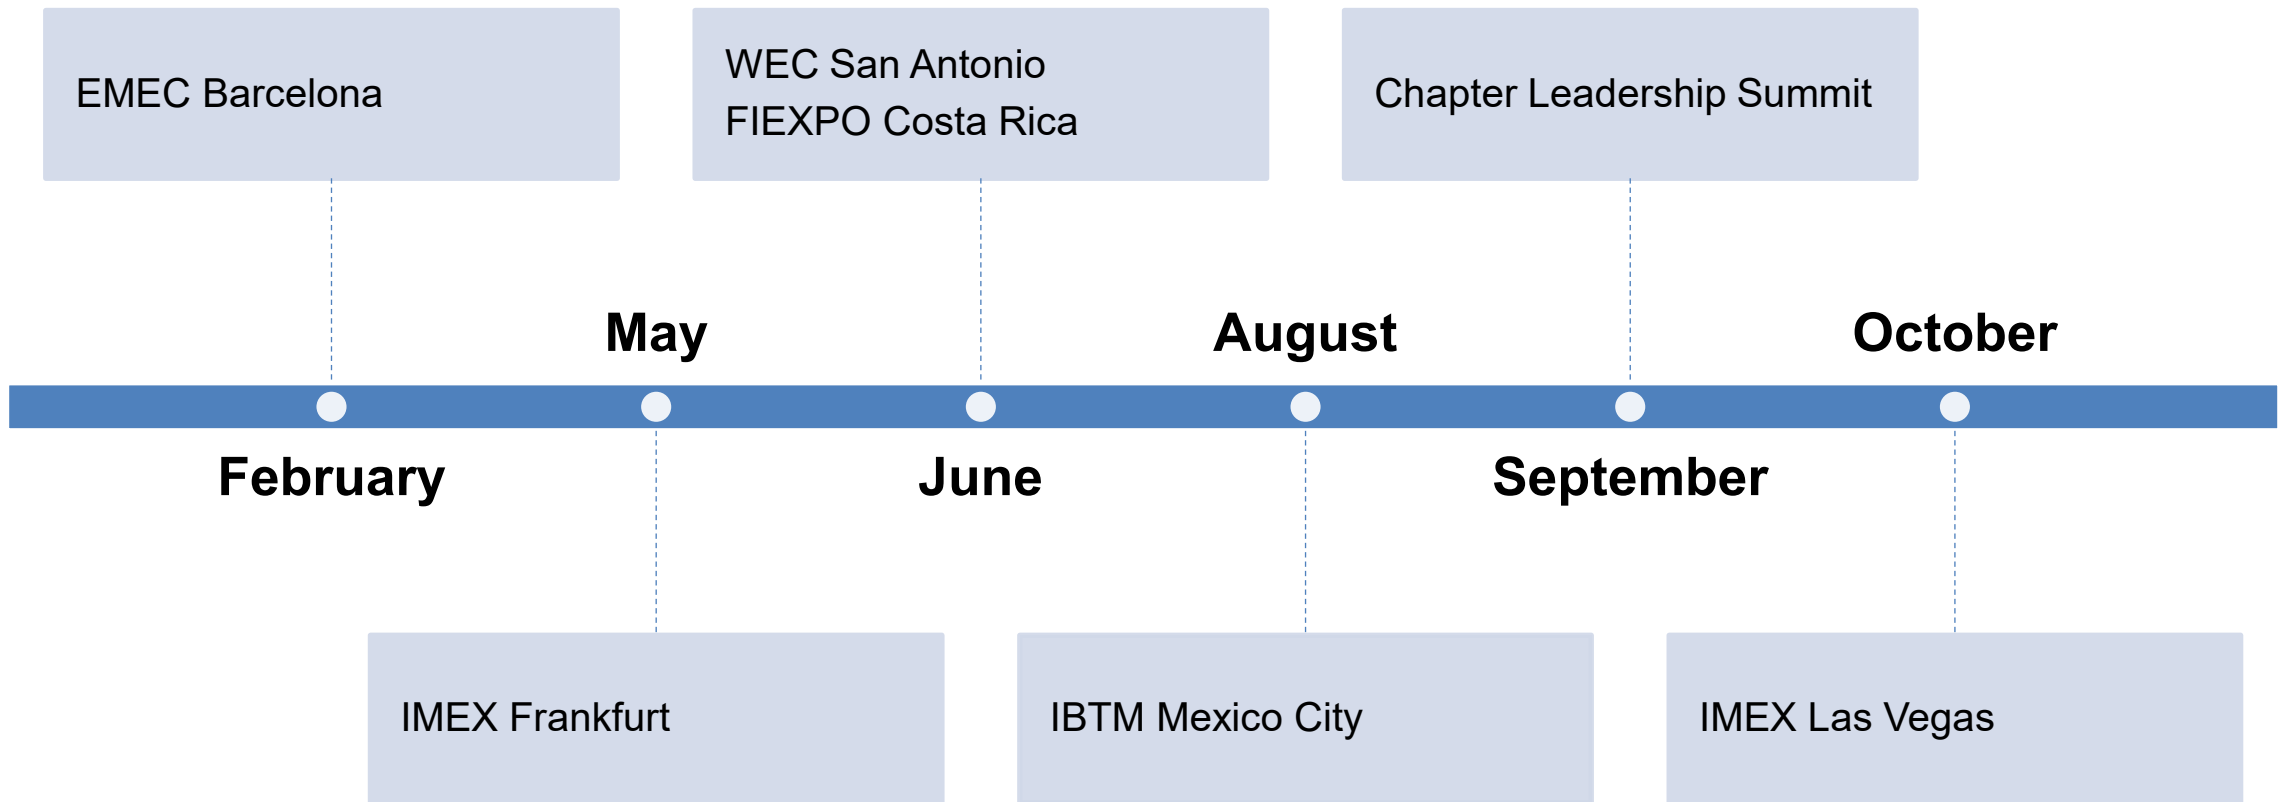 EMEC Barcelona
WEC San Antonio
FIEXPO Costa Rica
Chapter Leadership Summit
May
August
October
February
June
September
IMEX Frankfurt
IBTM Mexico City
IMEX Las Vegas